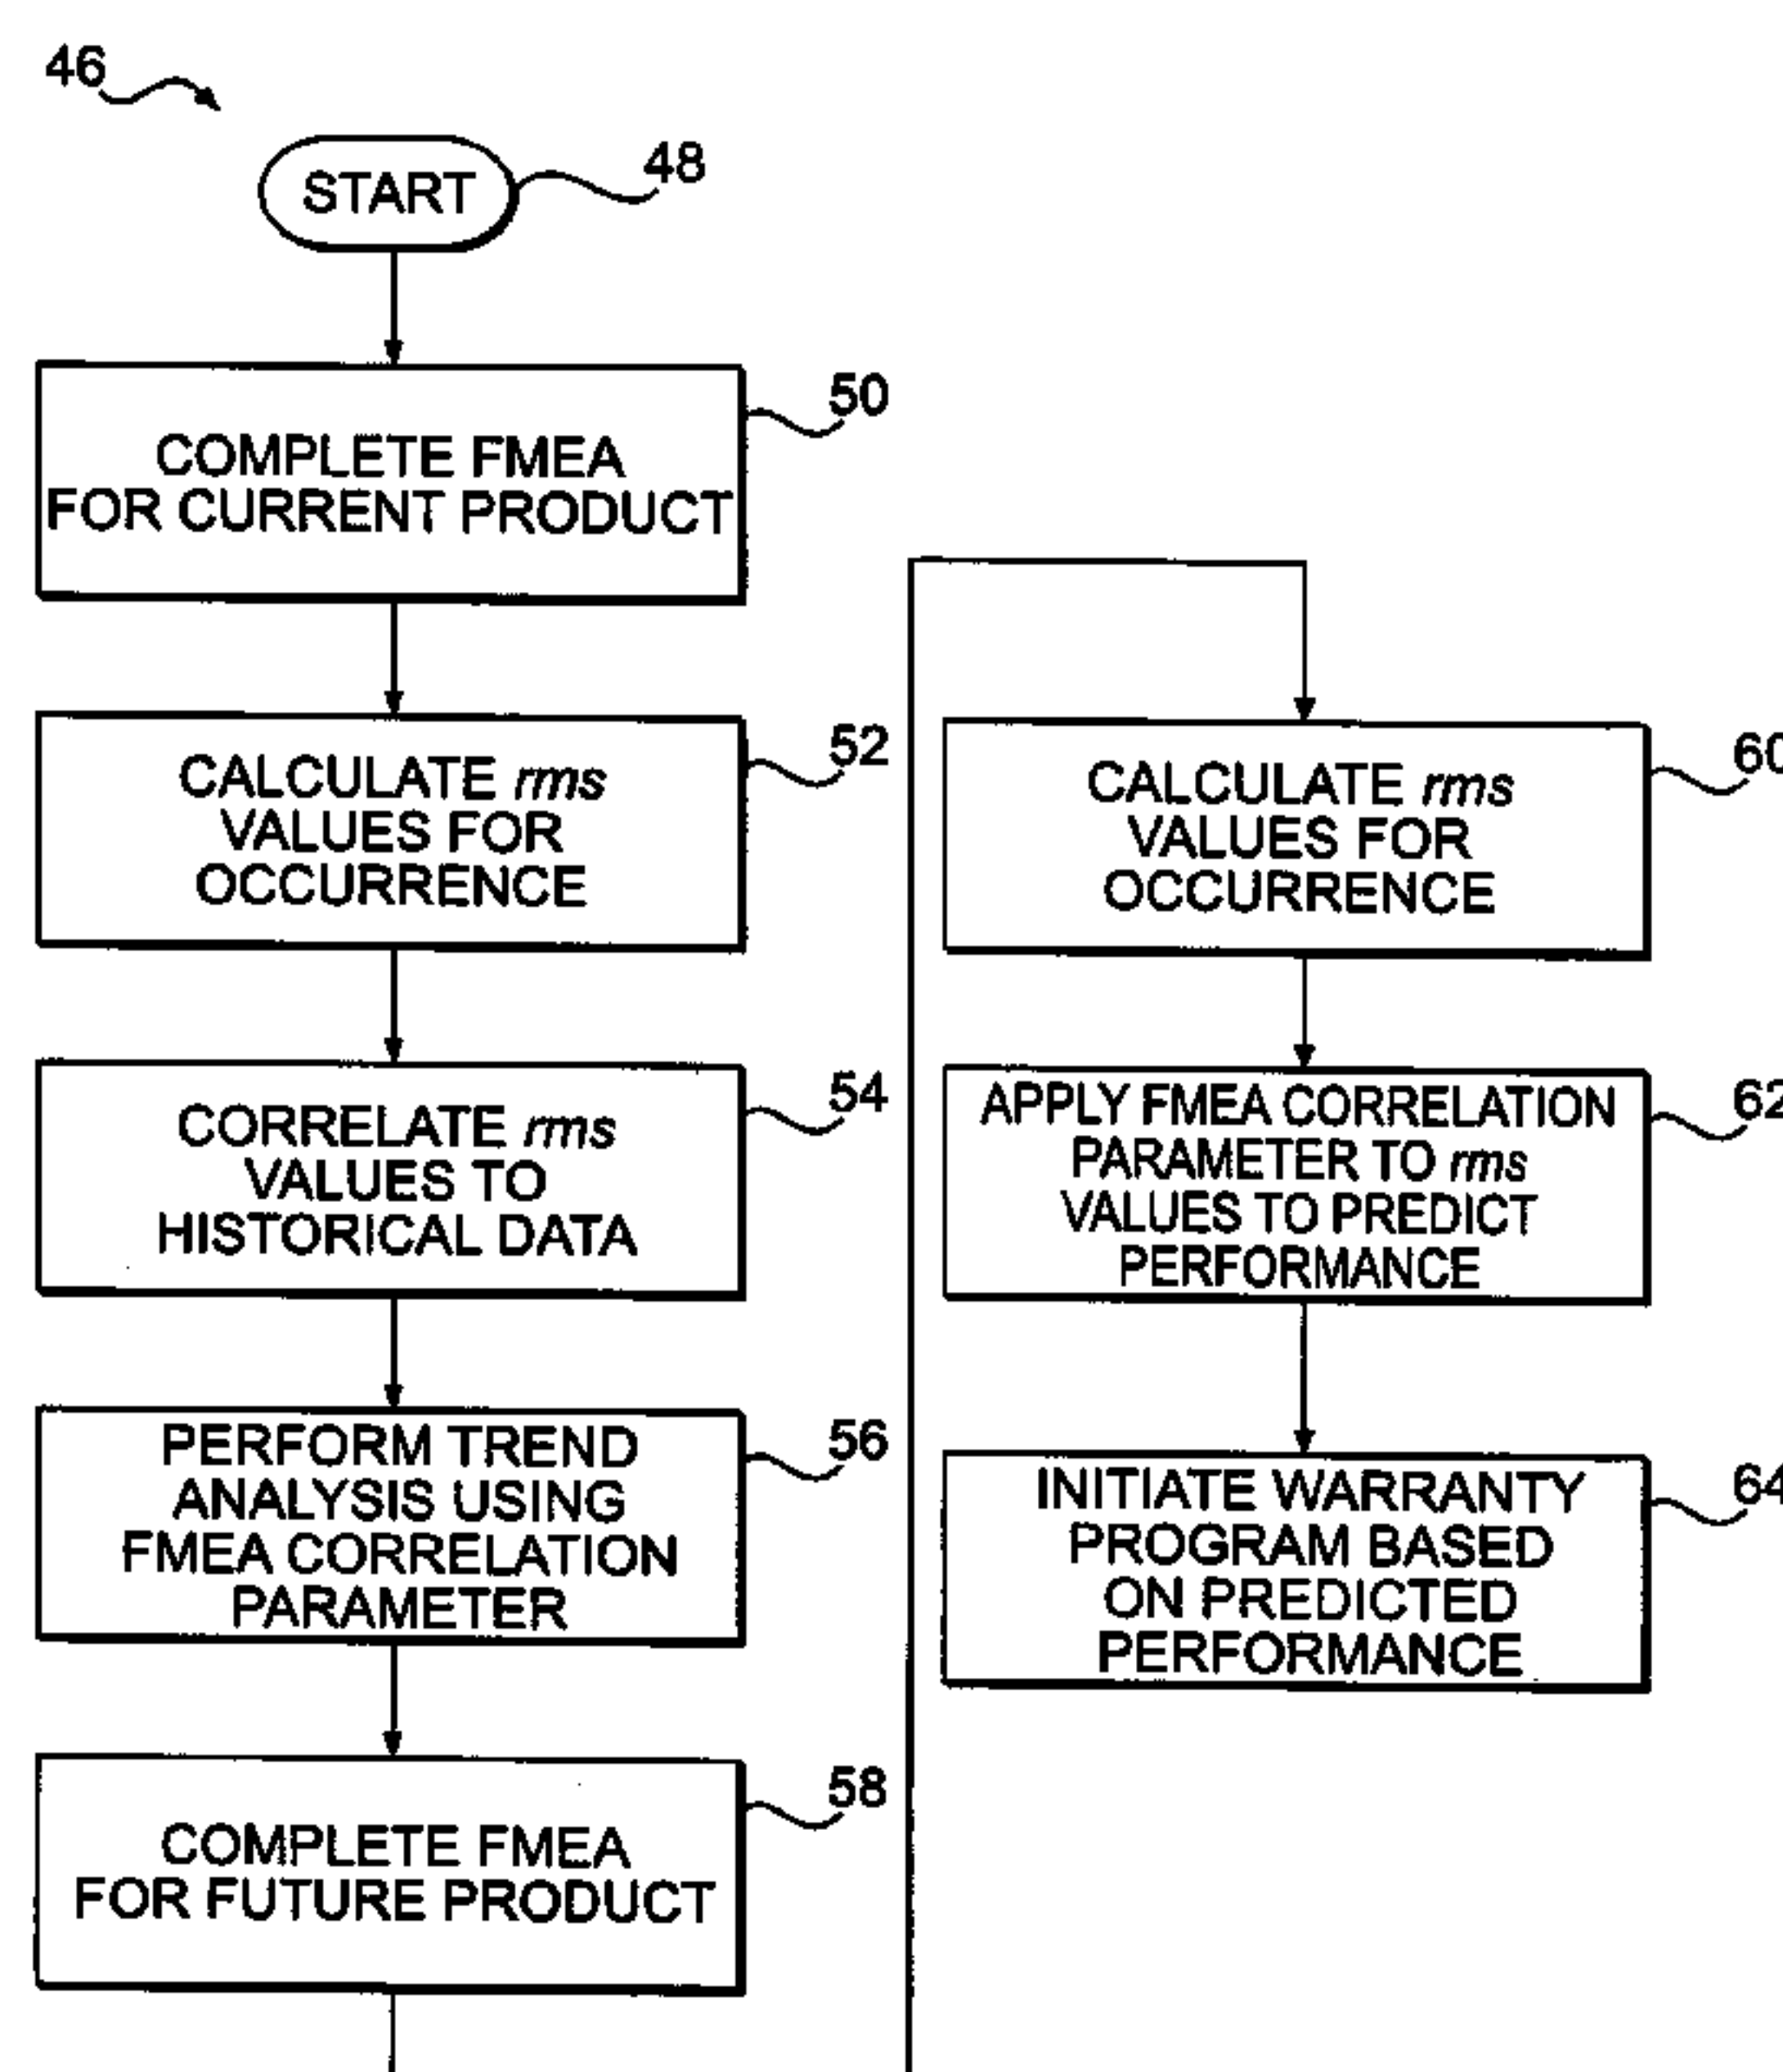 46
START
48
COMPLETE FMEA
FOR CURRENT PRODUCT
50
CALCULATE rms
VALUES FOR
OCCURRENCE
52
CORRELATE rms
VALUES TO
HISTORICAL DATA
54
PERFORM TREND
ANALYSIS USING
FMEA CORRELATION
PARAMETER
56
COMPLETE FMEA
FOR FUTURE PRODUCT
58
CALCULATE rms
VALUES FOR
OCCURRENCE
60
APPLY FMEA CORRELATION
PARAMETER TO rms
VALUES TO PREDICT
PERFORMANCE
62
INITIATE WARRANTY
PROGRAM BASED
ON PREDICTED
PERFORMANCE
64